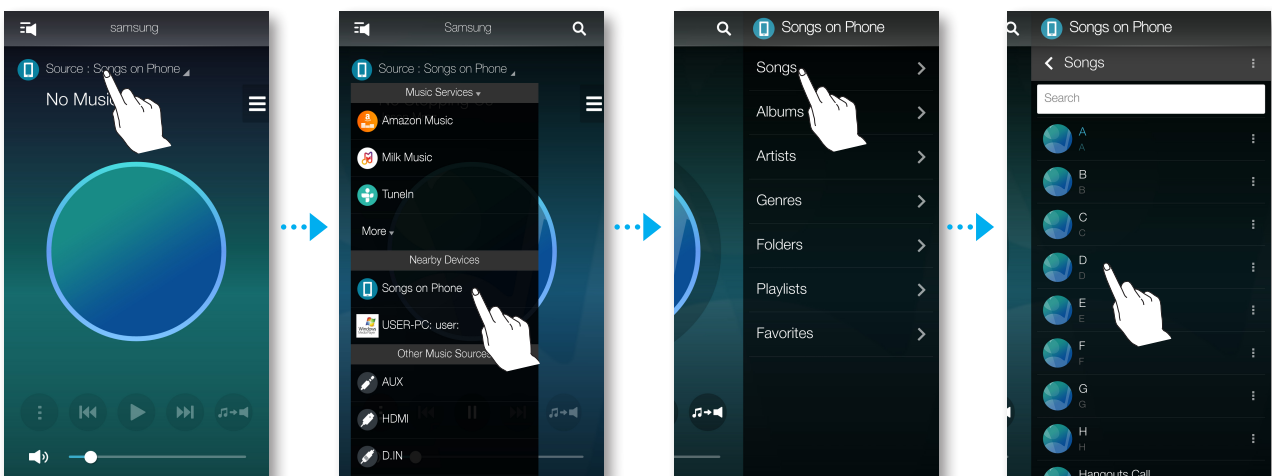 samsung
Source : Songs on Phone
No Music
Samsung
Source : Songs on Phone
Music Services
Amazon Music
Milk Music
TuneIn
More
Nearby Devices
Songs on Phone
USER-PC: user:
Other Music Sources
AUX
HDMI
D.IN
Songs on Phone
Songs
Albums
Artists
Genres
Folders
Playlists
Favorites
Songs on Phone
Songs
Search
A
A
B
B
C
C
D
D
E
E
F
F
G
G
H
H
Hangouts Call